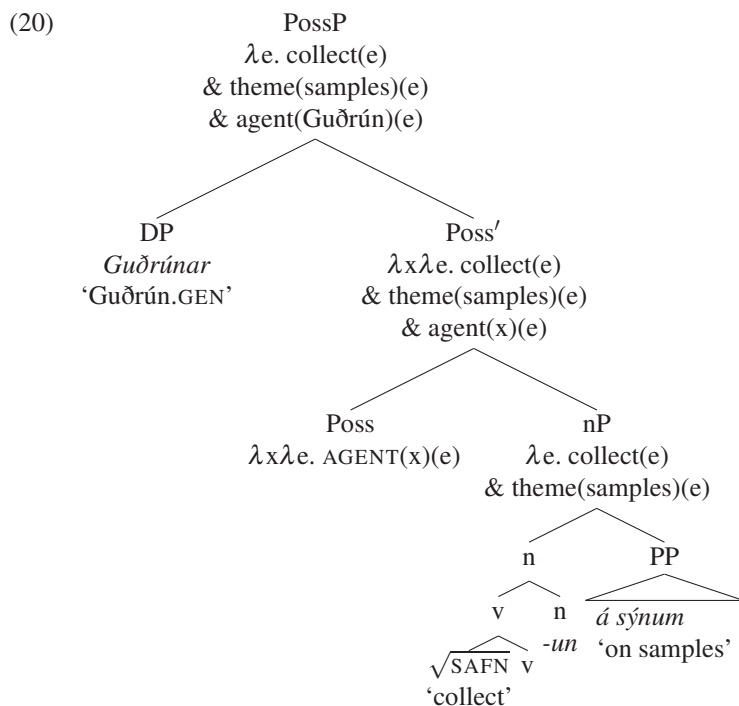 (20) PossP
λe. collect(e)
& theme(samples)(e)
& agent(Guðrún)(e)
DP Poss′
Guðrúnar λxλe. collect(e)
'Guðrún.GEN' & theme(samples)(e)
& agent(x)(e)
Poss nP
λxλe. AGENT(x)(e) λe. collect(e)
& theme(samples)(e)
n PP
v n á sýnum
-un 'on samples'
√SAFN v
'collect'